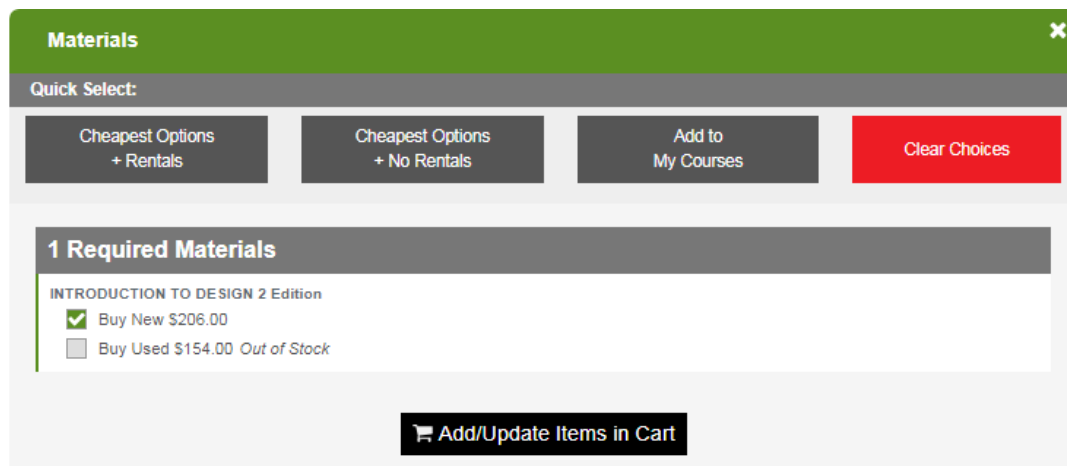 Materials
Quick Select:
Cheapest Options
+ Rentals
Cheapest Options
+ No Rentals
Add to
My Courses
Clear Choices
1 Required Materials
INTRODUCTION TO DESIGN 2 Edition
Buy New $206.00
Buy Used $154.00 Out of Stock
Add/Update Items in Cart